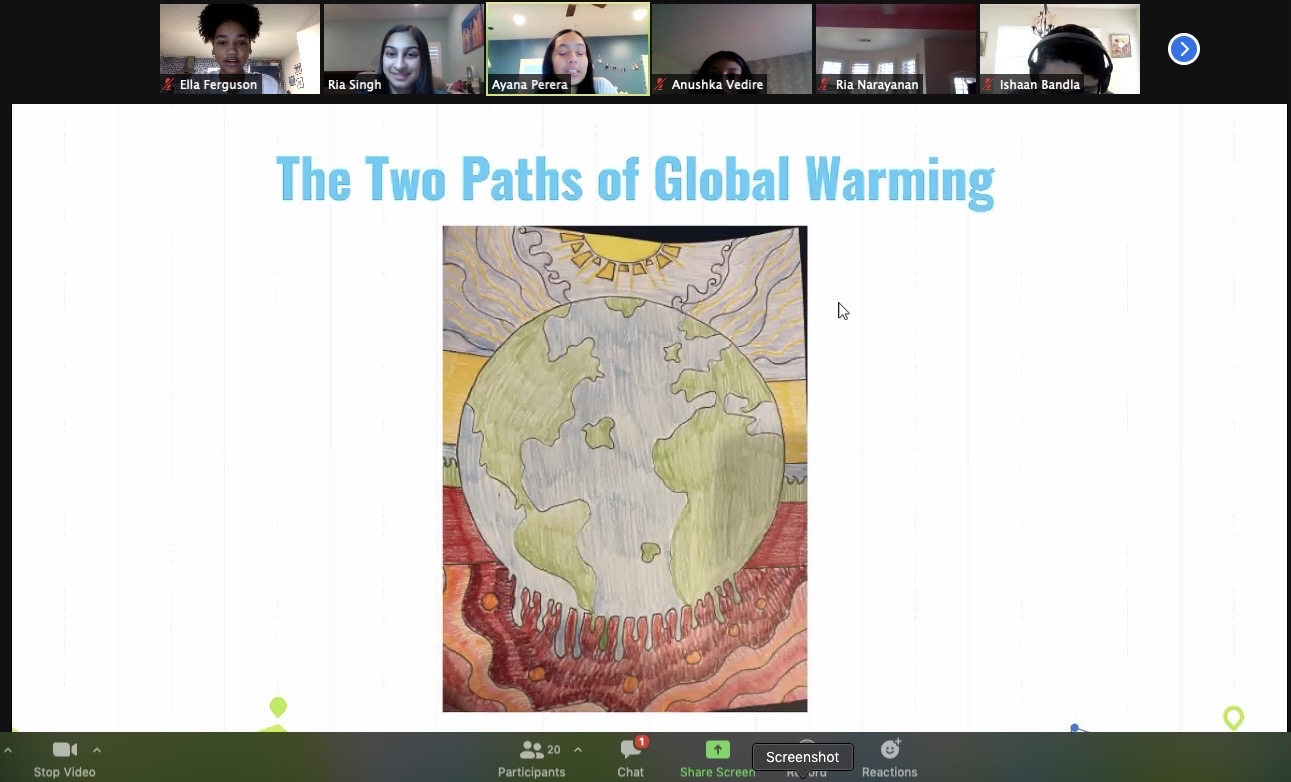 Ella Ferguson
Ria Singh
Ayana Perera
Anushka Vedire
Ria Narayanan
Ishaan Bandla
The Two Paths of Global Warming
20
1
Screenshot
Stop Video
Participants
Chat
Share Screen
Reactions